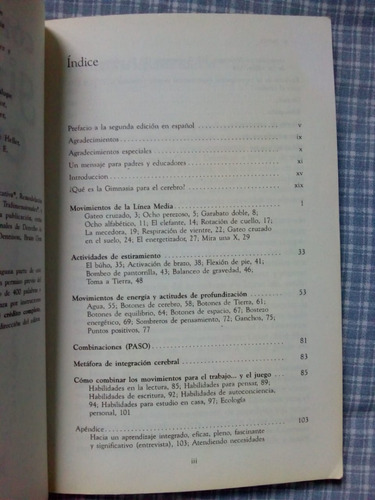 Índice
Prefacio a la segunda edición en español v
Agradecimientos ix
Agradecimientos especiales x
Un mensaje para padres y educadores xi
Introduccion xv
¿Qué es la Gimnasia para el cerebro? xix
Movimientos de la Línea Media 1
Gateo cruzado, 3; Ocho perezoso, 5; Garabato doble, 8;
Ocho alfabético, 11; El elefante, 14; Rotación de cuello, 17;
La mecedora, 19; Respiración de vientre, 22; Gateo cruzado
en el suelo, 24; El energetizador, 27; Mira una X, 29
Actividades de estiramiento 33
El búho, 35; Activación de brazo, 38; Flexión de pie, 41;
Bombeo de pantorrilla, 43; Balanceo de gravedad, 46;
Toma a Tierra, 48
Movimientos de energía y actitudes de profundización 53
Agua, 55; Botones de cerebro, 58; Botones de Tierra, 61;
Botones de equilibrio, 64; Botones de espacio, 67; Bostezo
energético, 69; Sombreros de pensamiento, 72; Ganchos, 75;
Puntos positivos, 77
Combinaciones (PASO) 81
Metáfora de integración cerebral 83
Cómo combinar los movimientos para el trabajo... y el juego 85
Habilidades en la lectura, 85; Habilidades para pensar, 89;
Habilidades de escritura, 92; Habilidades de autoconciencia,
94; Habilidades para estudio en casa, 97; Ecología
personal, 101
Apéndice 103
Hacia un aprendizaje integrado, eficaz, pleno, fascinante
y significativo (entrevista), 103; Atendiendo necesidades
iii